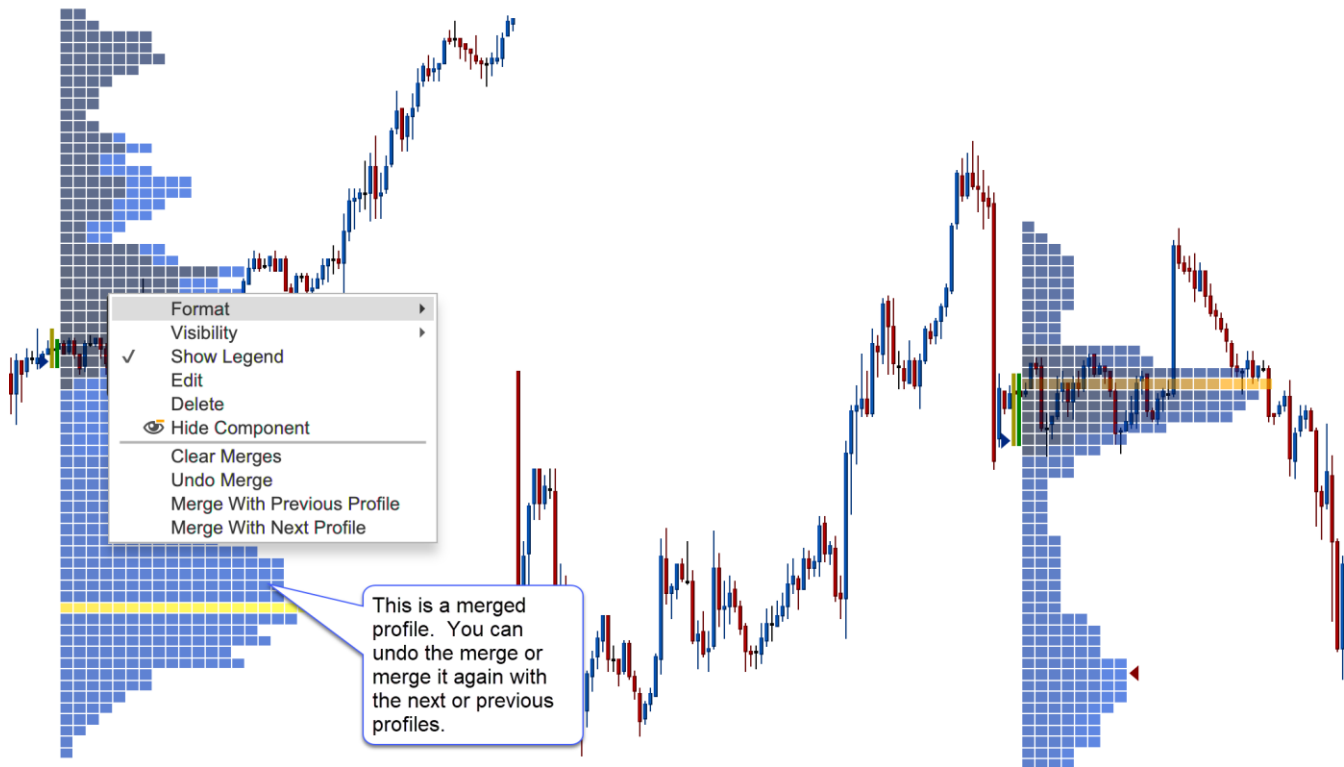 Format
Visibility
Show Legend
Edit
Delete
Hide Component
Clear Merges
Undo Merge
Merge With Previous Profile
Merge With Next Profile
This is a merged
profile.  You can
undo the merge or
merge it again with
the next or previous
profiles.